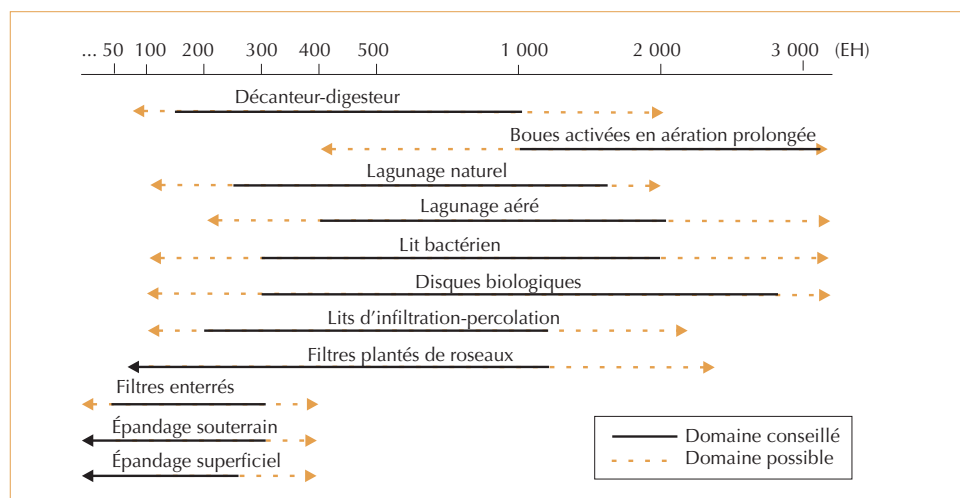 ... 50 100 200 300 400 500 1 000 2 000 3 000 (EH)
Décanteur-digesteur
Boues activées en aération prolongée
Lagunage naturel
Lagunage aéré
Lit bactérien
Disques biologiques
Lits d’infiltration-percolation
Filtres plantés de roseaux
Filtres enterrés
Épandage souterrain
Épandage superficiel
Domaine conseillé
Domaine possible